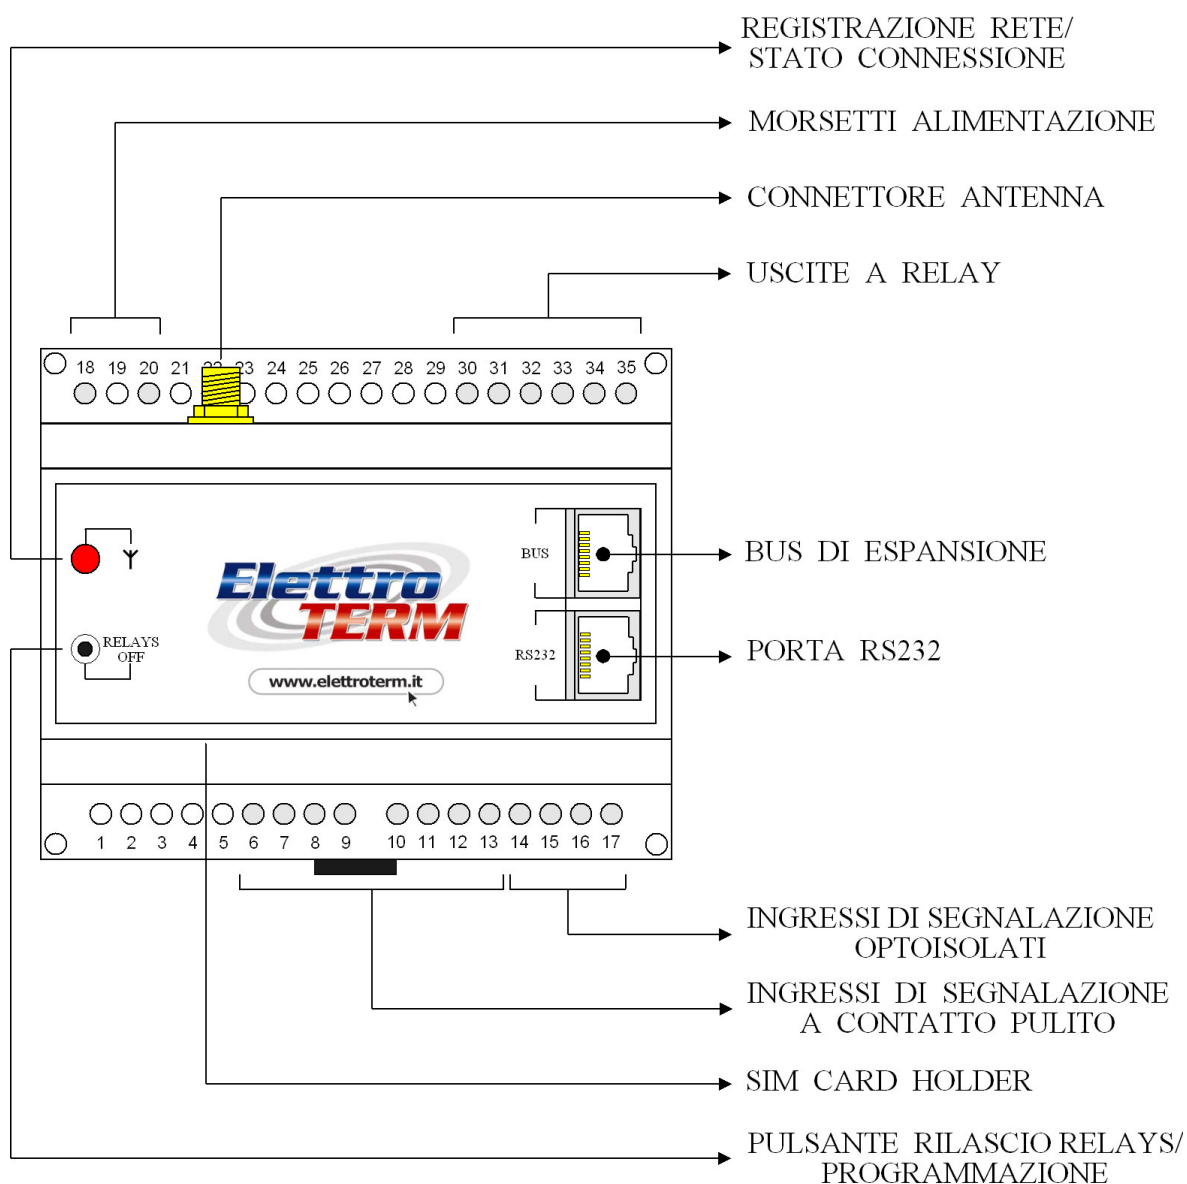 REGISTRAZIONE RETE/
STATO CONNESSIONE
MORSETTI ALIMENTAZIONE
CONNETTORE ANTENNA
USCITE A RELAY
18 19 20 21 22 23 24 25 26 27 28 29 30 31 32 33 34 35
BUS
BUS DI ESPANSIONE
Elettro
TERM
RELAYS
OFF
RS232
PORTA RS232
www.elettroterm.it
1 2 3 4 5 6 7 8 9 10 11 12 13 14 15 16 17
INGRESSI DI SEGNALAZIONE
OPTOISOLATI
INGRESSI DI SEGNALAZIONE
A CONTATTO PULITO
SIM CARD HOLDER
PULSANTE RILASCIO RELAYS/
PROGRAMMAZIONE